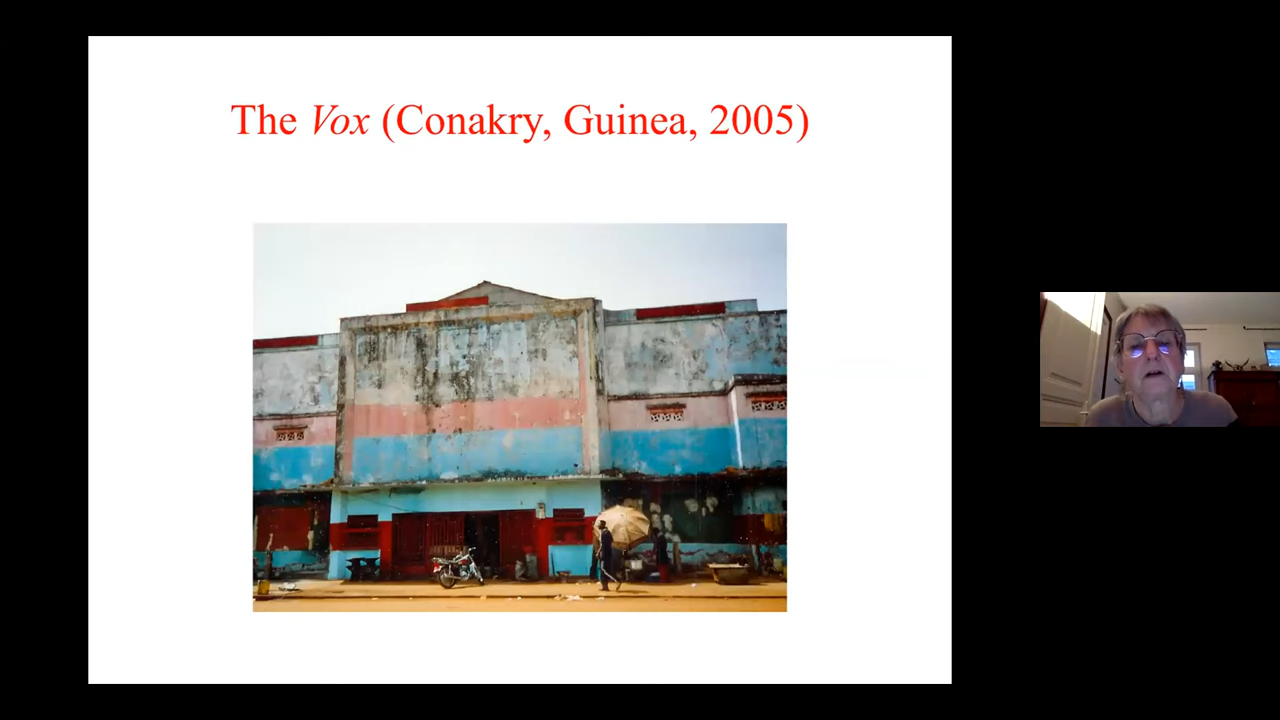 The Vox (Conakry, Guinea, 2005)